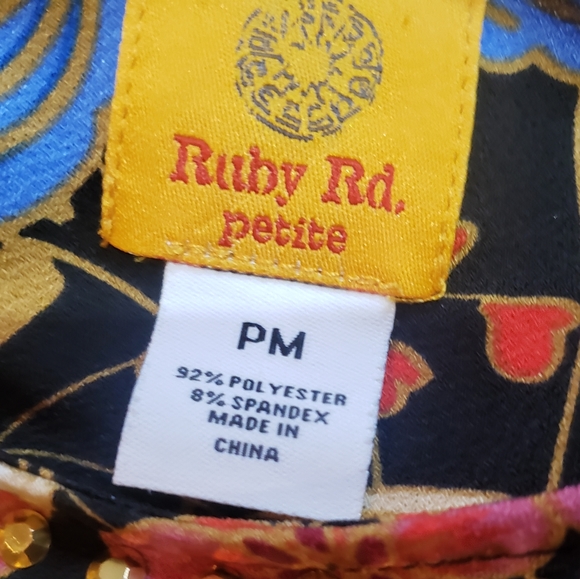 Ruby Rd.
petite
PM
92% POLYESTER
8% SPANDEX
MADE IN
CHINA